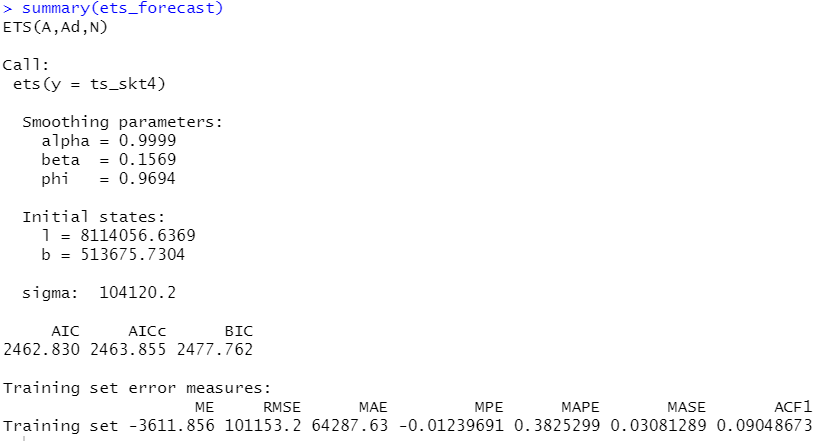 > summary(ets_forecast)
ETS(A,Ad,N)
Call:
ets(y = ts_skt4)
Smoothing parameters:
alpha = 0.9999
beta  = 0.1569
phi   = 0.9694
Initial states:
l = 8114056.6369
b = 513675.7304
sigma:  104120.2
AIC AICc BIC
2462.830 2463.855 2477.762
Training set error measures:
ME RMSE MAE MPE MAPE MASE ACF1
Training set -3611.856 101153.2 64287.63 -0.01239691 0.3825299 0.03081289 0.09048673